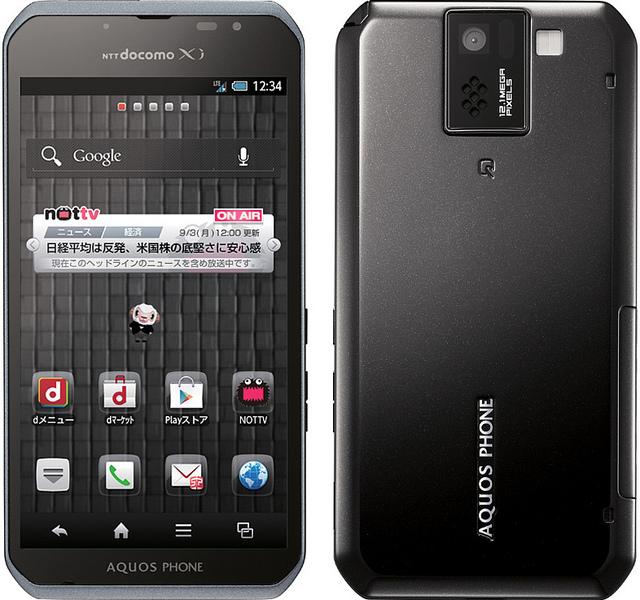 NTT docomo Xi
LTE 12:34
Google
nottv ON AIR
ニュース 経済 9/3(月)12:00 更新
日経平均は反発、米国株の底堅さに安心感
現在このヘッドラインのニュースを含め放送中です。
dメニュー dマーケット Playストア NOTTV
AQUOS PHONE
12.1MEGA
PIXELS
AQUOS PHONE